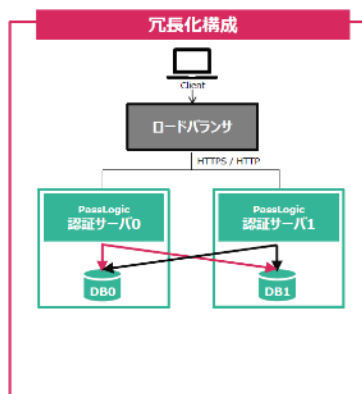 冗長化構成
Client
ロードバランサ
HTTPS / HTTP
PassLogic
認証サーバ0
PassLogic
認証サーバ1
DB0
DB1